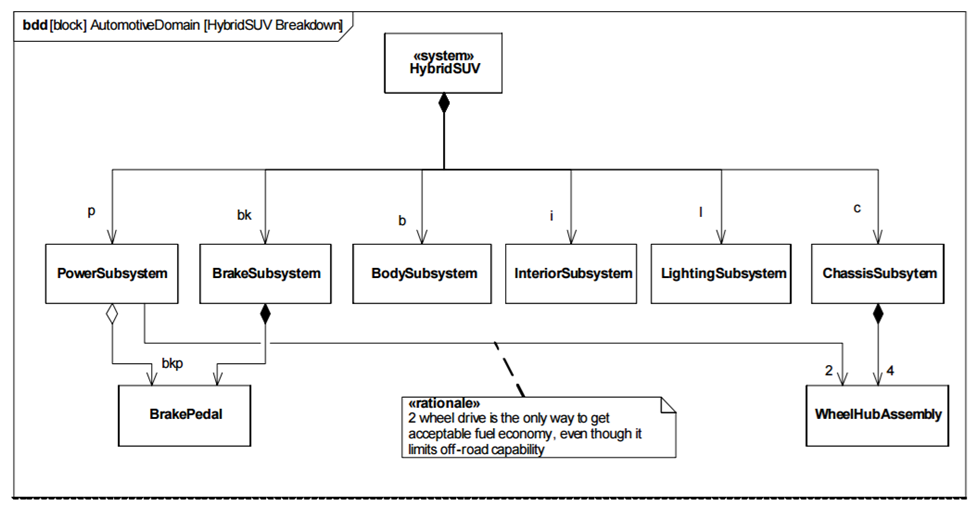 bdd [block] AutomotiveDomain [HybridSUV Breakdown]
«system»
HybridSUV
p
bk
b
i
l
c
PowerSubsystem
BrakeSubsystem
BodySubsystem
InteriorSubsystem
LightingSubsystem
ChassisSubsytem
bkp
2
4
BrakePedal
«rationale»
2 wheel drive is the only way to get
acceptable fuel economy, even though it
limits off-road capability
WheelHubAssembly